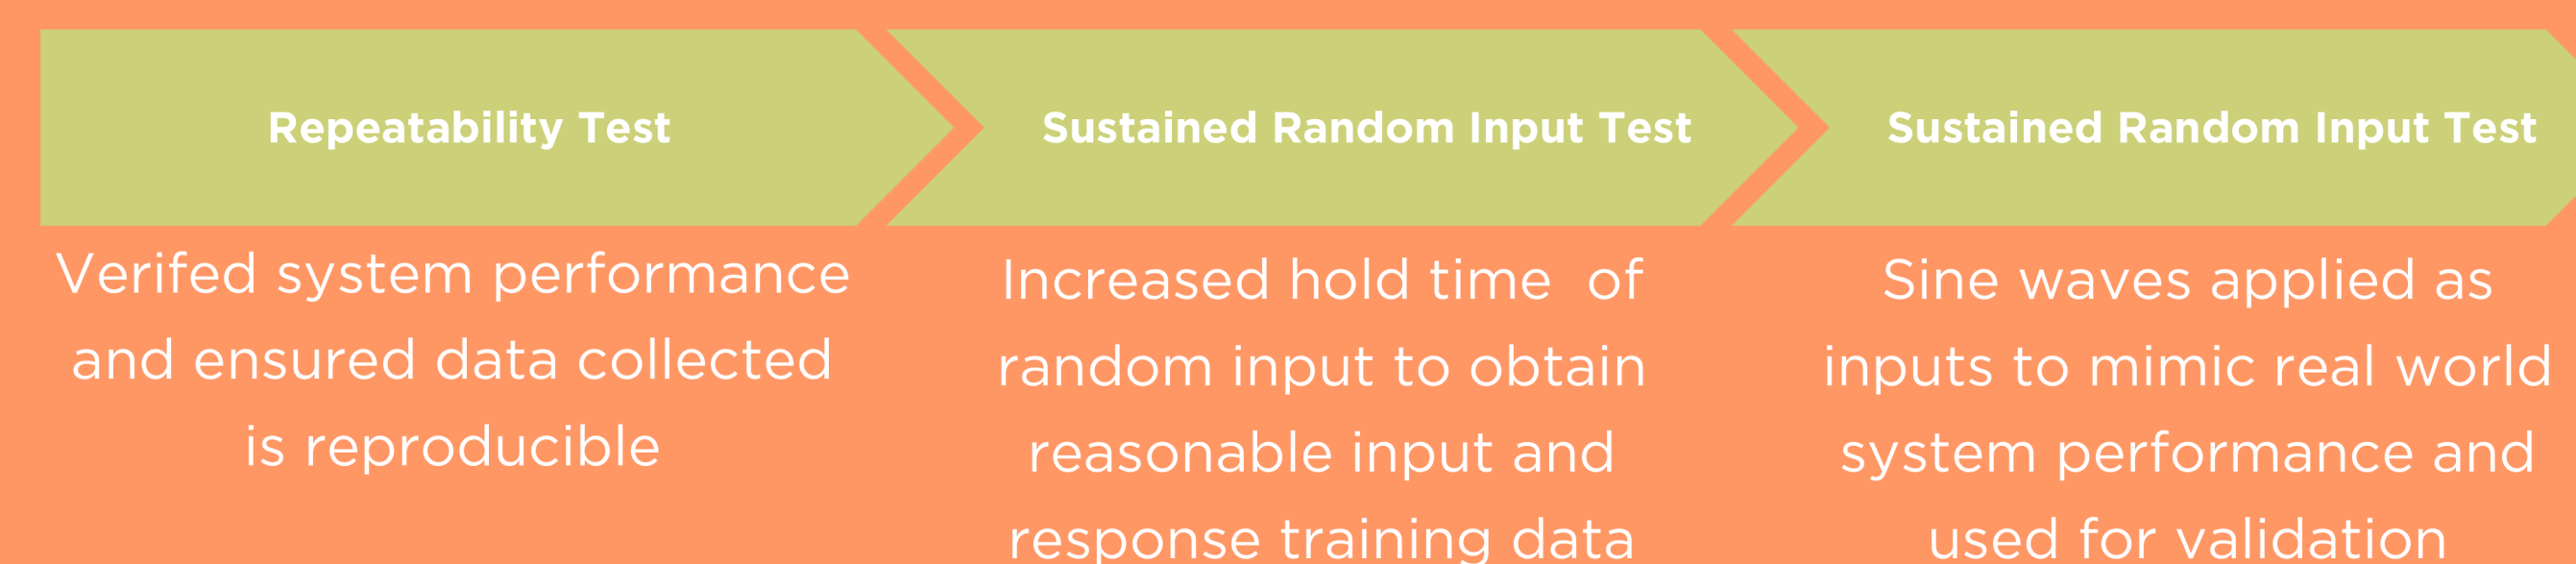 Repeatability Test
Verifed system performance
and ensured data collected
is reproducible
Sustained Random Input Test
Increased hold time of
random input to obtain
reasonable input and
response training data
Sustained Random Input Test
Sine waves applied as
inputs to mimic real world
system performance and
used for validation